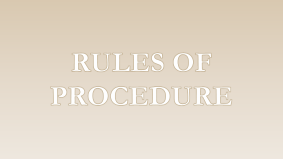 RULES OF
PROCEDURE